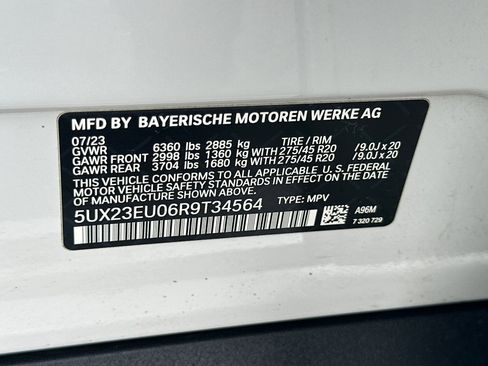 MFD BY BAYERISCHE MOTOREN WERKE AG
07/23
GVWR 6360 lbs 2885 kg TIRE / RIM
GAWR FRONT 2998 lbs 1360 KG WITH 275/45 R20 /9.0J x 20
GAWR REAR 3704 lbs 1680 kg WITH 275/45 R20 /9.0J x 20
THIS VEHICLE CONFORMS TO ALL APPLICABLE U.S. FEDERAL
MOTOR VEHICLE SAFETY STANDARDS IN EFFECT ON THE DATE
OF MANUFACTURE
5UX23EU06R9T34564 TYPE: MPV
A96M
7 320 729